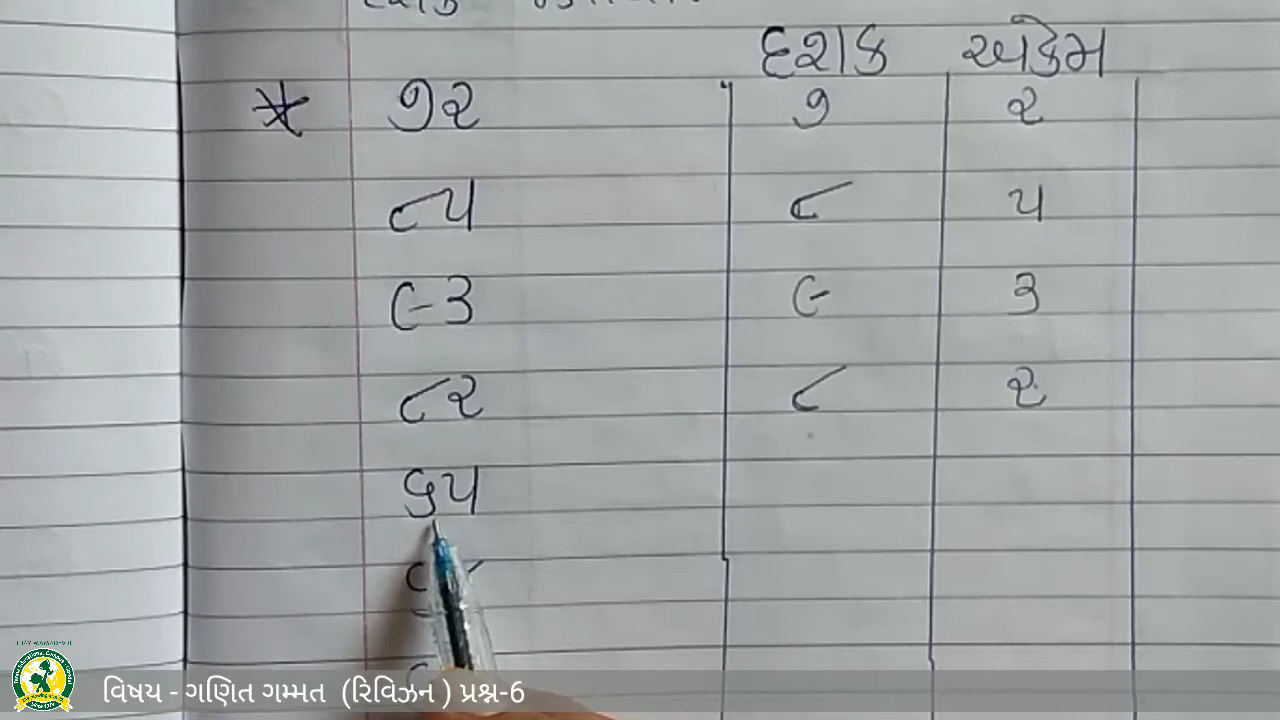 દશક એકમ
* ૭૨ ૭ ૨
૮૫ ૮ ૫
૯૩ ૯ ૩
૮૨ ૮ ૨
૬૫
વિષય - ગણિત ગમ્મત (રિવિઝન) પ્રશ્ન-6